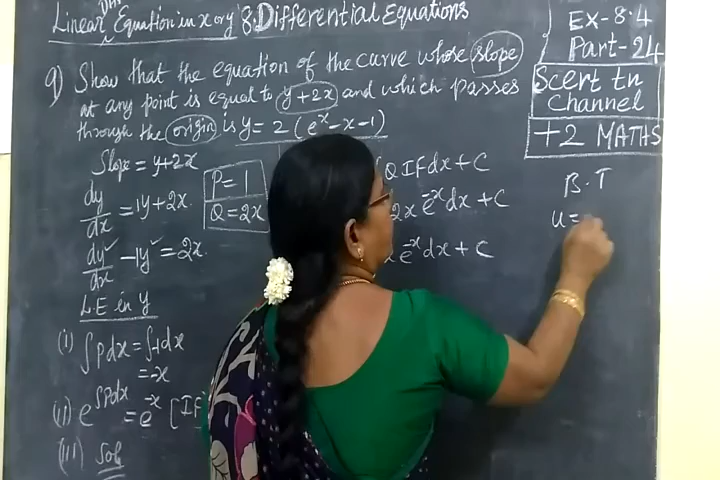 Linear Diff Equation in x or y 8. Differential Equations
Ex-8.4
Part-24
Scert tn
Channel
+2 MATHS
9) Show that the equation of the curve whose slope
at any point is equal to y+2x and which passes
through the origin is y = 2(e^x - x - 1)
Slope = y+2x
dy/dx = 1y + 2x.
dy/dx - 1y = 2x.
L.E in y
(i) ∫Pdx = ∫-1dx
= -x
(ii) e^∫Pdx = e^-x [IF
(iii) Sol
P = 1
Q = 2x
Q IF dx + C
2x e^-x dx + C
e^-x dx + C
B.T
u =